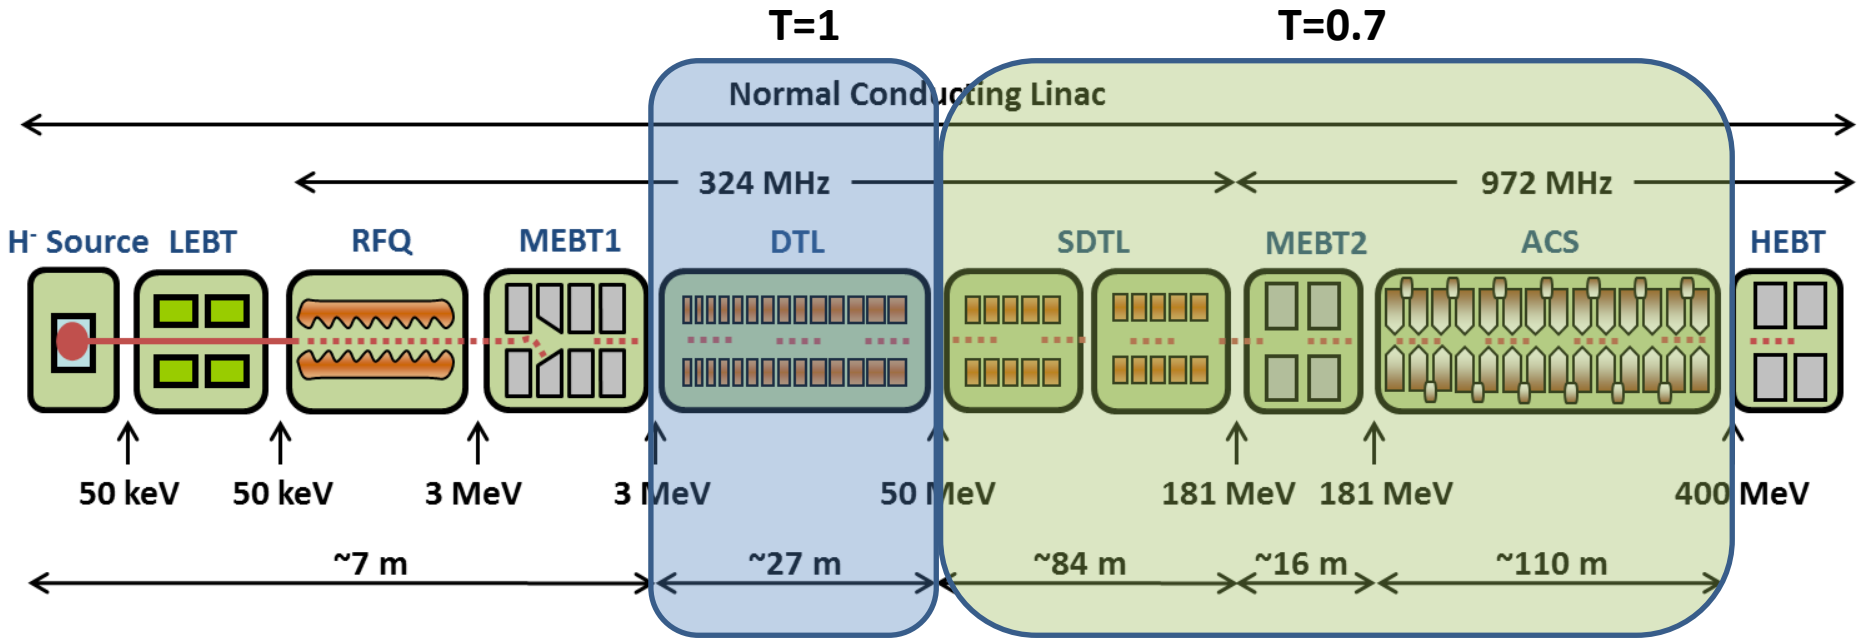 T=1 T=0.7
Normal Conducting Linac
324 MHz 972 MHz
H- Source LEBT RFQ MEBT1 DTL SDTL MEBT2 ACS HEBT
50 keV 50 keV 3 MeV 3 MeV 50 MeV 181 MeV 181 MeV 400 MeV
~7 m ~27 m ~84 m ~16 m ~110 m